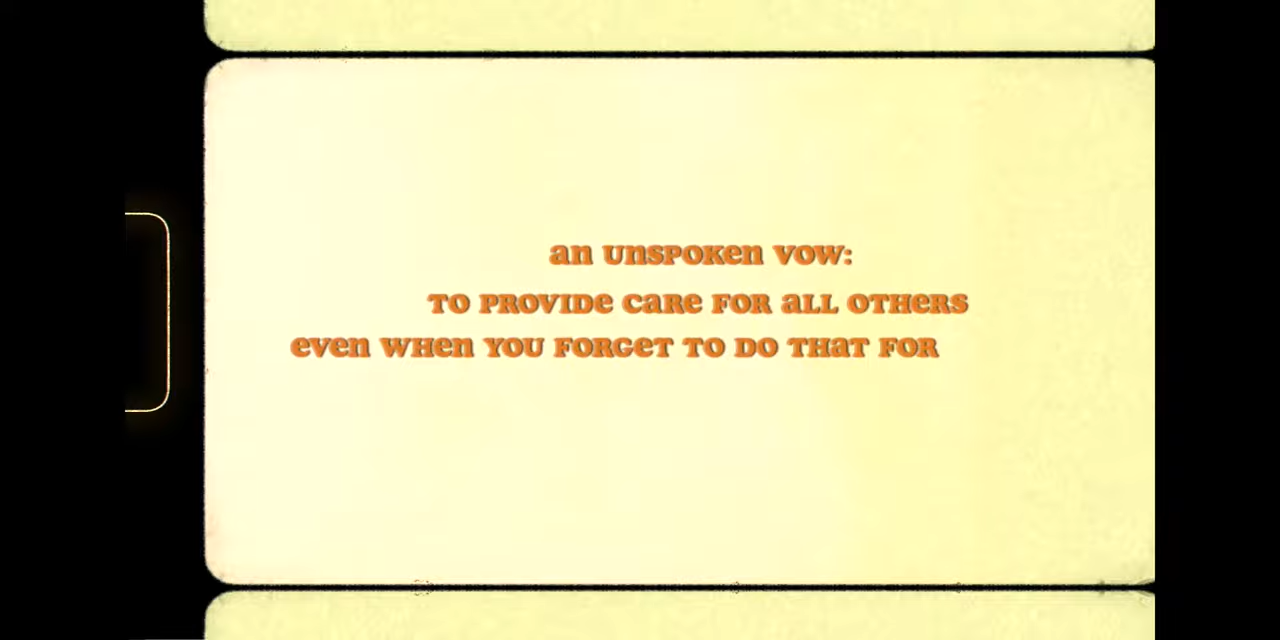 an unspoken vow:
to provide care for all others
even when you forget to do that for